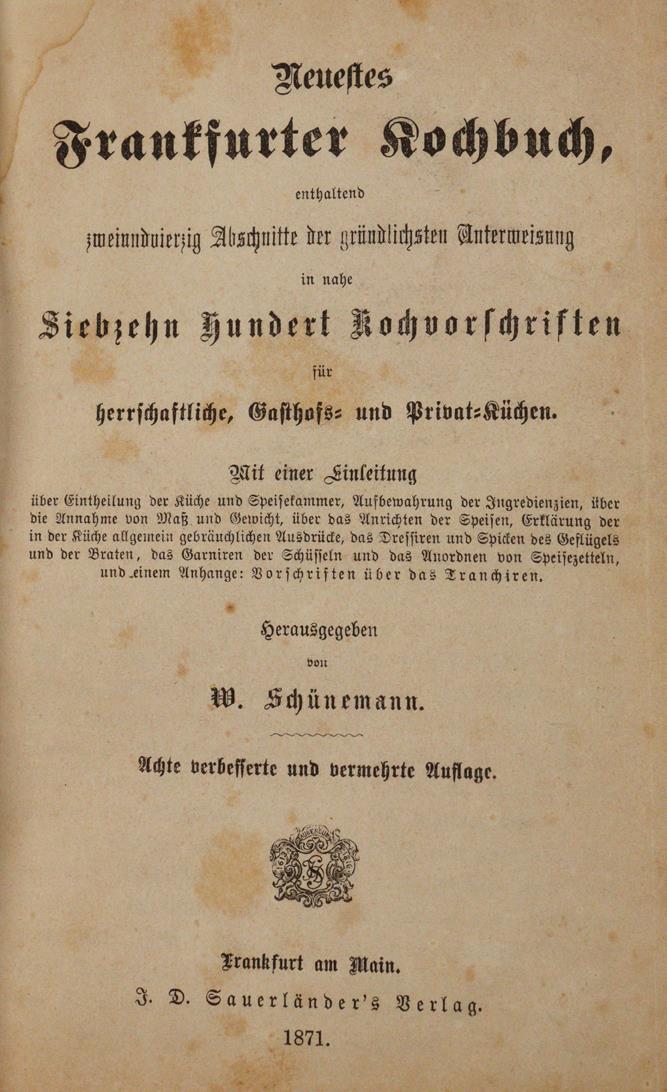 Neuestes
Frankfurter Kochbuch,
enthaltend
zweiundvierzig Abschnitte der gründlichsten Unterweisung
in nahe
Siebzehn Hundert Kochvorschriften
für
herrschaftliche, Gasthofs- und Privat-Küchen.
Mit einer Einleitung
über Eintheilung der Küche und Speisekammer, Aufbewahrung der Ingredienzien, über
die Annahme von Maß und Gewicht, über das Anrichten der Speisen, Erklärung der
in der Küche allgemein gebräuchlichen Ausdrücke, das Dressiren und Spicken des Geflügels
und der Braten, das Garniren der Schüsseln und das Anordnen von Speisezetteln,
und einem Anhange: Vorschriften über das Tranchiren.
Herausgegeben
von
W. Schünemann.
Achte verbesserte und vermehrte Auflage.
Frankfurt am Main.
J. D. Sauerländer's Verlag.
1871.